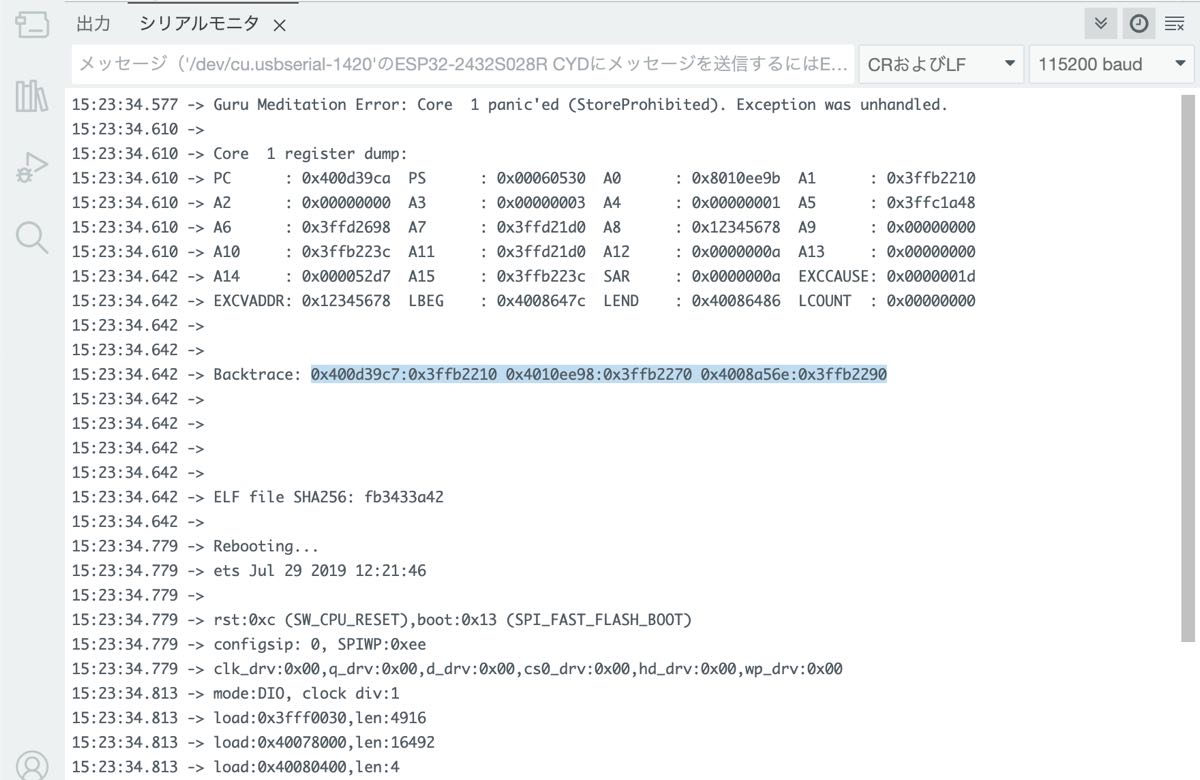 出力 シリアルモニタ ×
メッセージ（'/dev/cu.usbserial-1420'のESP32-2432S028R CYDにメッセージを送信するにはE... CRおよびLF 115200 baud
15:23:34.577 -> Guru Meditation Error: Core  1 panic'ed (StoreProhibited). Exception was unhandled.
15:23:34.610 ->
15:23:34.610 -> Core  1 register dump:
15:23:34.610 -> PC      : 0x400d39ca  PS      : 0x00060530  A0      : 0x8010ee9b  A1      : 0x3ffb2210
15:23:34.610 -> A2      : 0x00000000  A3      : 0x00000003  A4      : 0x00000001  A5      : 0x3ffc1a48
15:23:34.610 -> A6      : 0x3ffd2698  A7      : 0x3ffd21d0  A8      : 0x12345678  A9      : 0x00000000
15:23:34.610 -> A10     : 0x3ffb223c  A11     : 0x3ffd21d0  A12     : 0x0000000a  A13     : 0x00000000
15:23:34.642 -> A14     : 0x000052d7  A15     : 0x3ffb223c  SAR     : 0x0000000a  EXCCAUSE: 0x0000001d
15:23:34.642 -> EXCVADDR: 0x12345678  LBEG    : 0x4008647c  LEND    : 0x40086486  LCOUNT  : 0x00000000
15:23:34.642 ->
15:23:34.642 ->
15:23:34.642 -> Backtrace: 0x400d39c7:0x3ffb2210 0x4010ee98:0x3ffb2270 0x4008a56e:0x3ffb2290
15:23:34.642 ->
15:23:34.642 ->
15:23:34.642 ->
15:23:34.642 ->
15:23:34.642 -> ELF file SHA256: fb3433a42
15:23:34.642 ->
15:23:34.779 -> Rebooting...
15:23:34.779 -> ets Jul 29 2019 12:21:46
15:23:34.779 ->
15:23:34.779 -> rst:0xc (SW_CPU_RESET),boot:0x13 (SPI_FAST_FLASH_BOOT)
15:23:34.779 -> configsip: 0, SPIWP:0xee
15:23:34.779 -> clk_drv:0x00,q_drv:0x00,d_drv:0x00,cs0_drv:0x00,hd_drv:0x00,wp_drv:0x00
15:23:34.813 -> mode:DIO, clock div:1
15:23:34.813 -> load:0x3fff0030,len:4916
15:23:34.813 -> load:0x40078000,len:16492
15:23:34.813 -> load:0x40080400,len:4